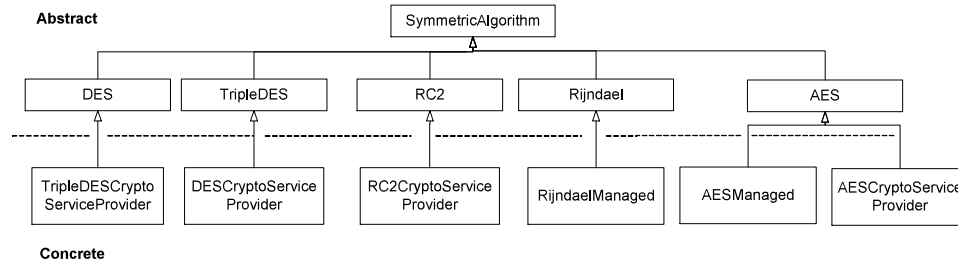 Abstract
SymmetricAlgorithm
DES
TripleDES
RC2
Rijndael
AES
TripleDESCrypto
ServiceProvider
DESCryptoService
Provider
RC2CryptoService
Provider
RijndaelManaged
AESManaged
AESCryptoService
Provider
Concrete